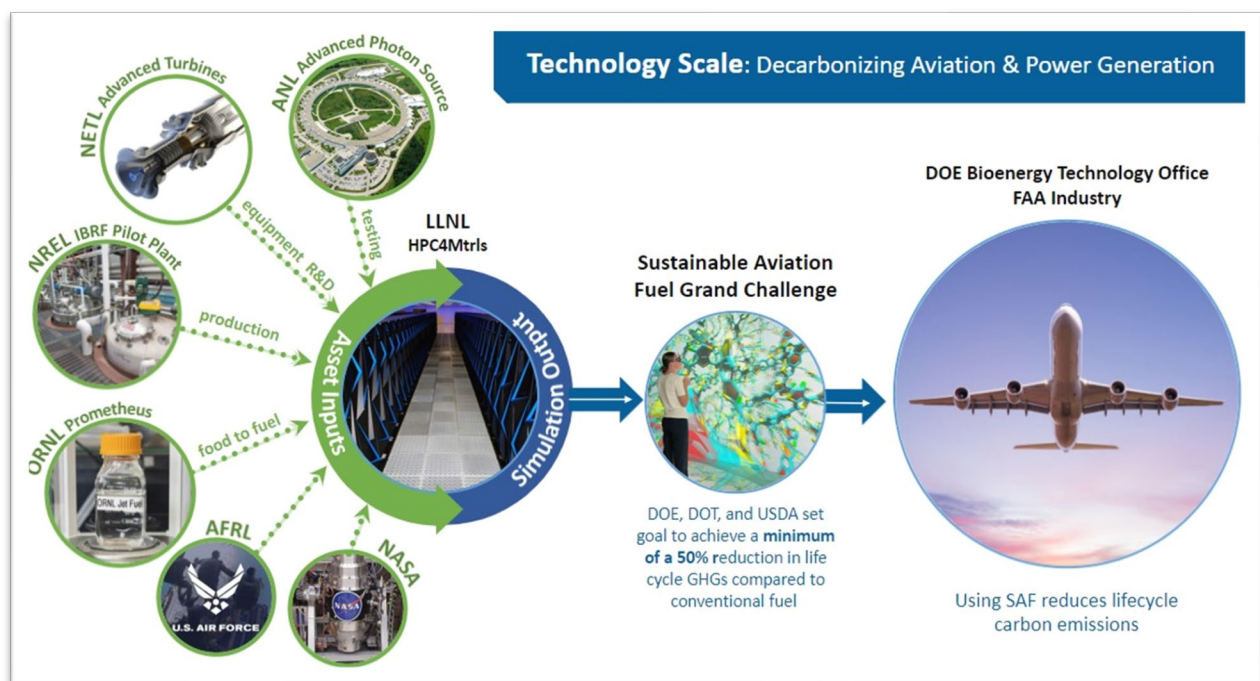 Technology Scale: Decarbonizing Aviation & Power Generation
NETL Advanced Turbines
ANL Advanced Photon Source
NREL IBRF Pilot Plant
ORNL Prometheus
ORNL Jet Fuel
AFRL
U.S. AIR FORCE
NASA
NASA
equipment R&D
testing
production
food to fuel
LLNL
HPC4Mtrls
Asset Inputs
Simulation Output
Sustainable Aviation
Fuel Grand Challenge
DOE, DOT, and USDA set
goal to achieve a minimum
of a 50% reduction in life
cycle GHGs compared to
conventional fuel
DOE Bioenergy Technology Office
FAA Industry
Using SAF reduces lifecycle
carbon emissions